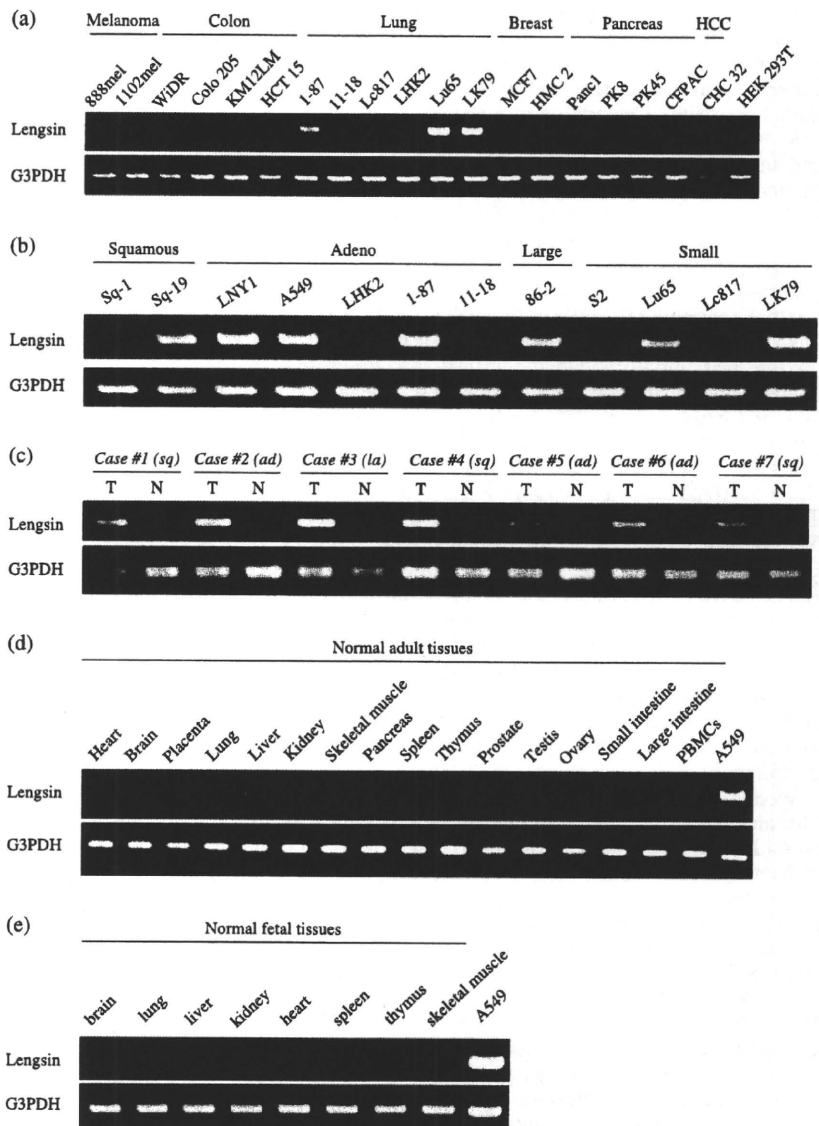 (a)
Melanoma Colon Lung Breast Pancreas HCC
888mel 1102mel WiDR Colo 205 KM12LM HCT 15 1-87 11-18 Lc817 LHK2 Lu65 LK79 MCF7 HMC 2 Panc1 PK8 PK45 CFPAC CHC 32 HEK 293T
Lengsin
G3PDH
(b)
Squamous Adeno Large Small
Sq-1 Sq-19 LNY1 A549 LHK2 1-87 11-18 86-2 S2 Lu65 Lc817 LK79
Lengsin
G3PDH
(c)
Case #1 (sq) Case #2 (ad) Case #3 (la) Case #4 (sq) Case #5 (ad) Case #6 (ad) Case #7 (sq)
T N T N T N T N T N T N T N
Lengsin
G3PDH
(d)
Normal adult tissues
Heart Brain Placenta Lung Liver Kidney Skeletal muscle Pancreas Spleen Thymus Prostate Testis Ovary Small intestine Large intestine PBMCs A549
Lengsin
G3PDH
(e)
Normal fetal tissues
brain lung liver kidney heart spleen thymus skeletal muscle A549
Lengsin
G3PDH